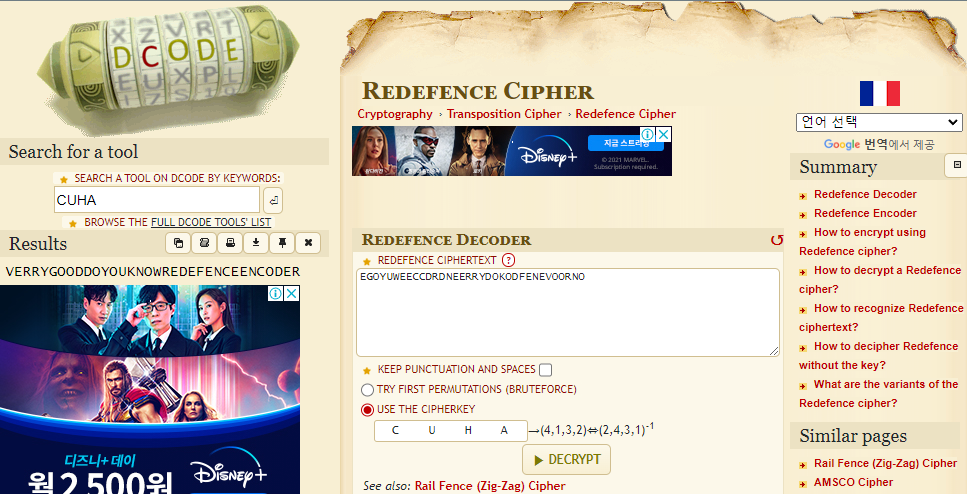 X Z V R T
DCODE
E U X P L
Search for a tool
SEARCH A TOOL ON DCODE BY KEYWORDS:
CUHA
BROWSE THE FULL DCODE TOOLS' LIST
Results
VERRYGOODDOYOUKNOWREDEFENCEENCODER
디즈니+ 데이
월 2,500원
Disney+
REDEFENCE CIPHER
Cryptography › Transposition Cipher › Redefence Cipher
Disney+
지금 스트리밍
© 2021 MARVEL.
Subscription required.
REDEFENCE DECODER
REDEFENCE CIPHERTEXT ?
EGOYUWEECCDRDNEERRYDOKODFENEVOORNO
KEEP PUNCTUATION AND SPACES
TRY FIRST PERMUTATIONS (BRUTEFORCE)
USE THE CIPHERKEY
C U H A →(4,1,3,2)⇔(2,4,3,1)⁻¹
▶ DECRYPT
See also: Rail Fence (Zig-Zag) Cipher
언어 선택
Google 번역에서 제공
Summary
Redefence Decoder
Redefence Encoder
How to encrypt using
Redefence cipher?
How to decrypt a Redefence
cipher?
How to recognize Redefence
ciphertext?
How to decipher Redefence
without the key?
What are the variants of the
Redefence cipher?
Similar pages
Rail Fence (Zig-Zag) Cipher
AMSCO Cipher